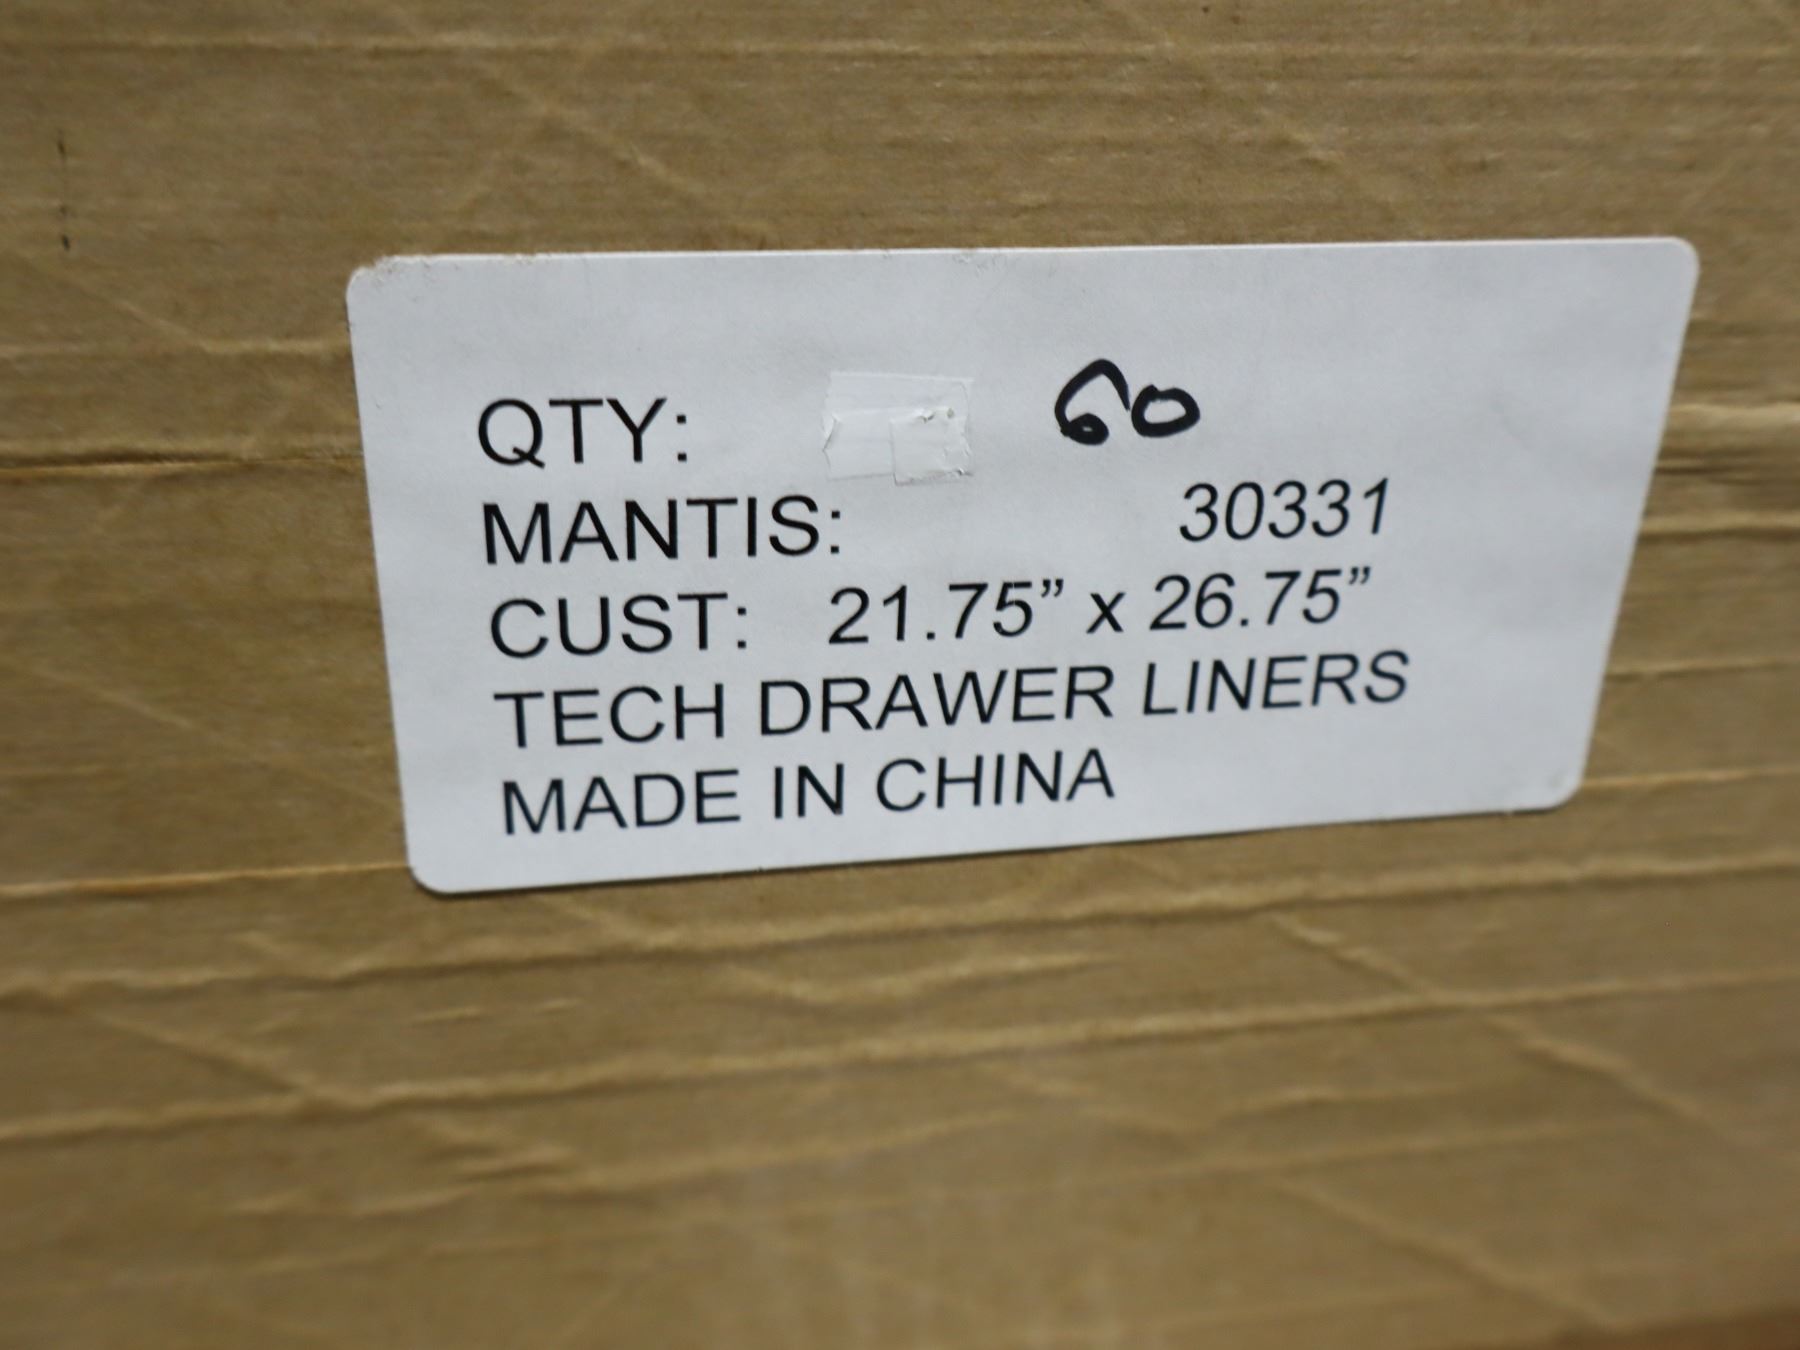 QTY: 60
MANTIS: 30331
CUST: 21.75” x 26.75”
TECH DRAWER LINERS
MADE IN CHINA